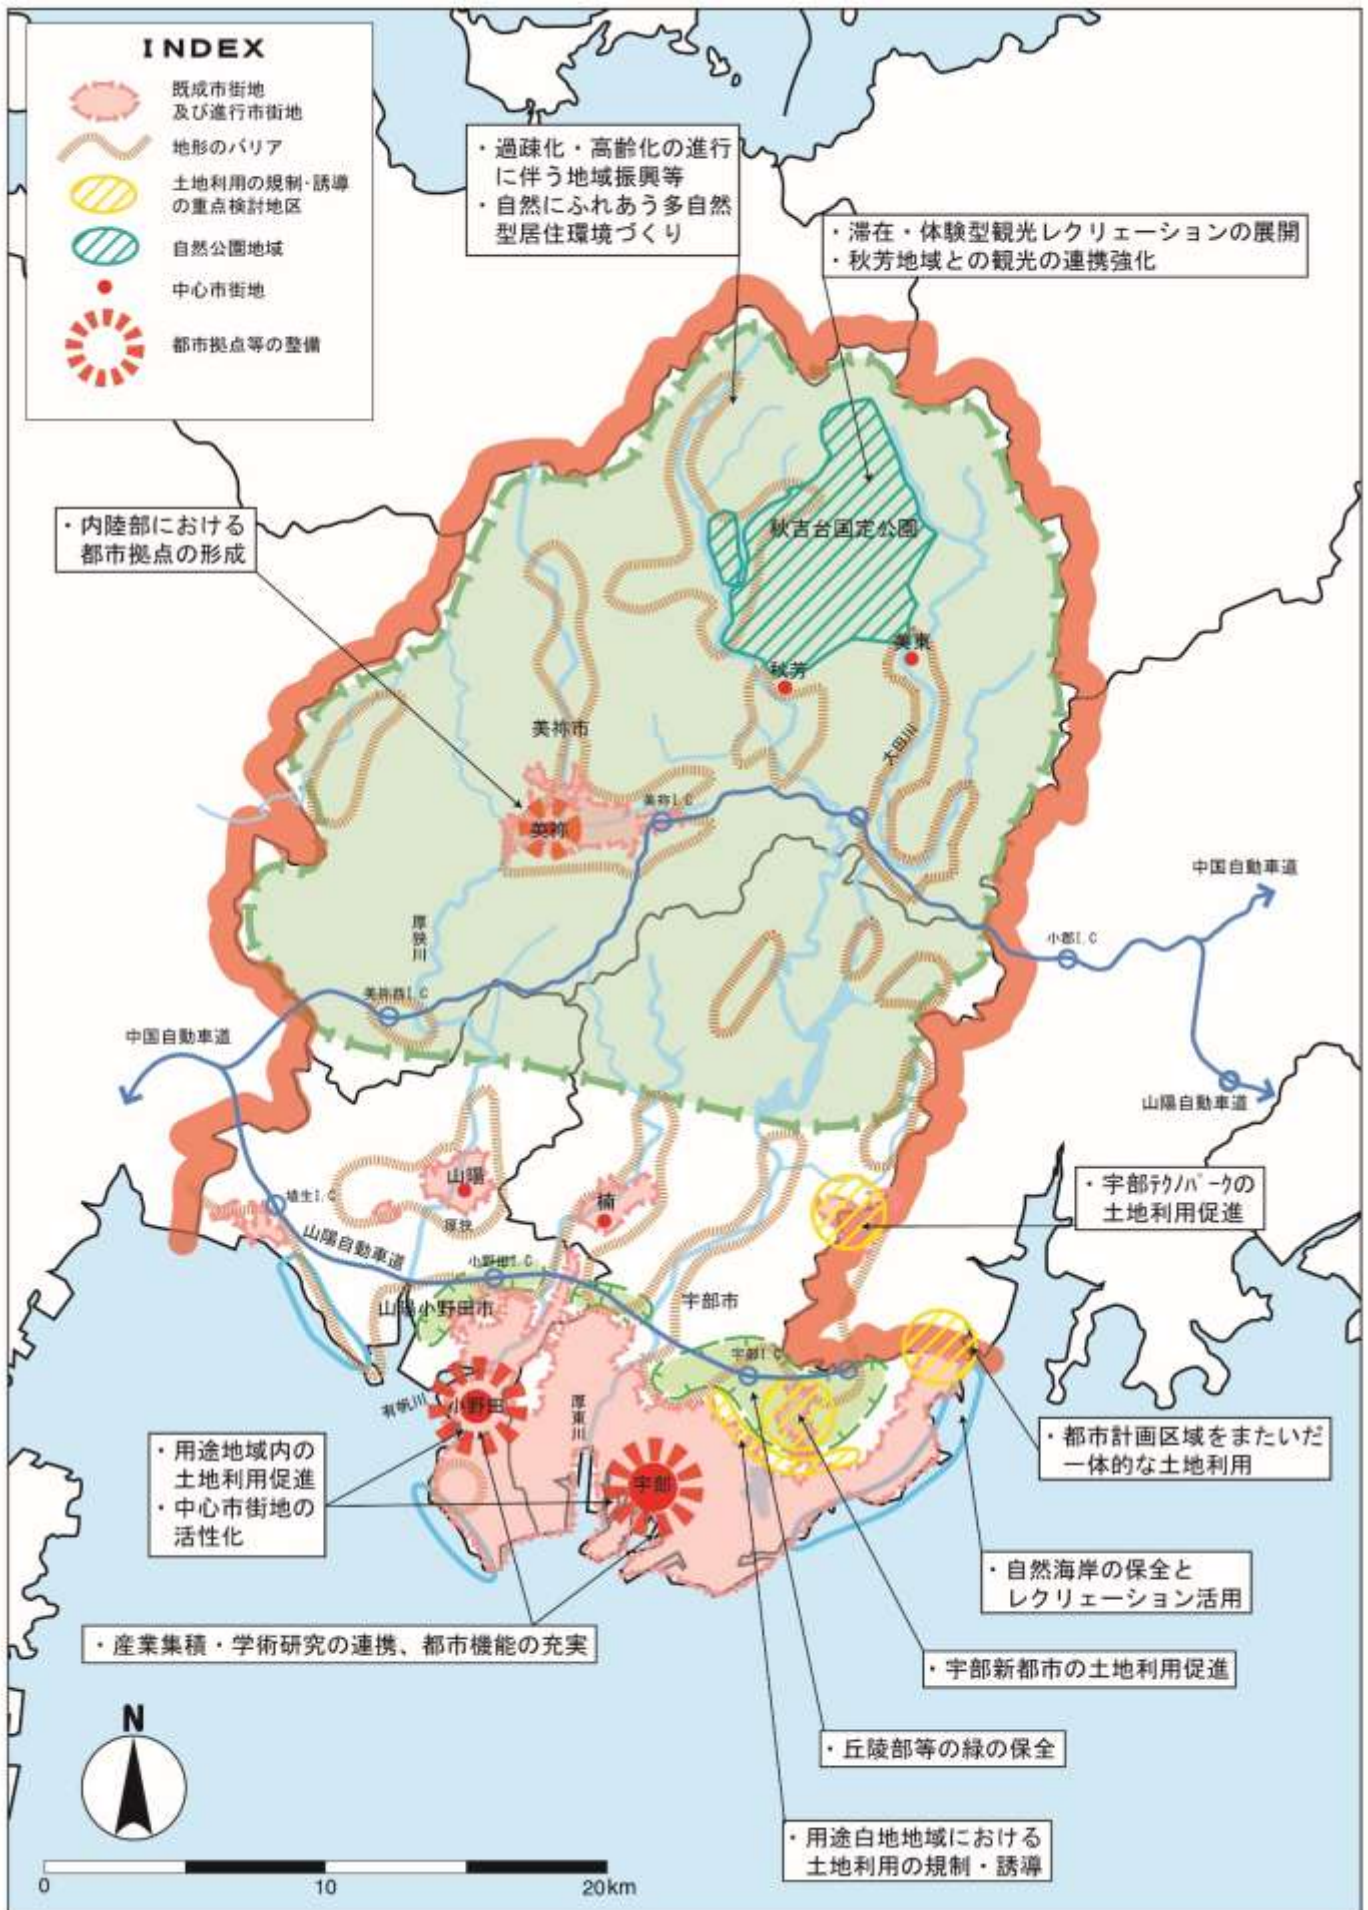 INDEX
既成市街地
及び進行市街地
地形のバリア
土地利用の規制・誘導
の重点検討地区
自然公園地域
中心市街地
都市拠点等の整備
・過疎化・高齢化の進行
に伴う地域振興等
・自然にふれあう多自然
型居住環境づくり
・滞在・体験型観光レクリェーションの展開
・秋芳地域との観光の連携強化
・内陸部における
都市拠点の形成
秋吉台国定公園
美東
秋芳
大田川
美祢市
美祢I.C
美祢
厚狭川
中国自動車道
小郡I.C
美祢西I.C
中国自動車道
山陽自動車道
山陽
楠
・宇部ﾃｸﾉﾊﾟｰｸの
土地利用促進
埴生I.C
厚狭
山陽自動車道
小野田I.C
山陽小野田市
宇部市
宇部I.C
有帆川
小野田
厚東川
宇部
・都市計画区域をまたいだ
一体的な土地利用
・用途地域内の
土地利用促進
・中心市街地の
活性化
・自然海岸の保全と
レクリェーション活用
・産業集積・学術研究の連携、都市機能の充実
・宇部新都市の土地利用促進
N
・丘陵部等の緑の保全
・用途白地地域における
土地利用の規制・誘導
0 10 20km